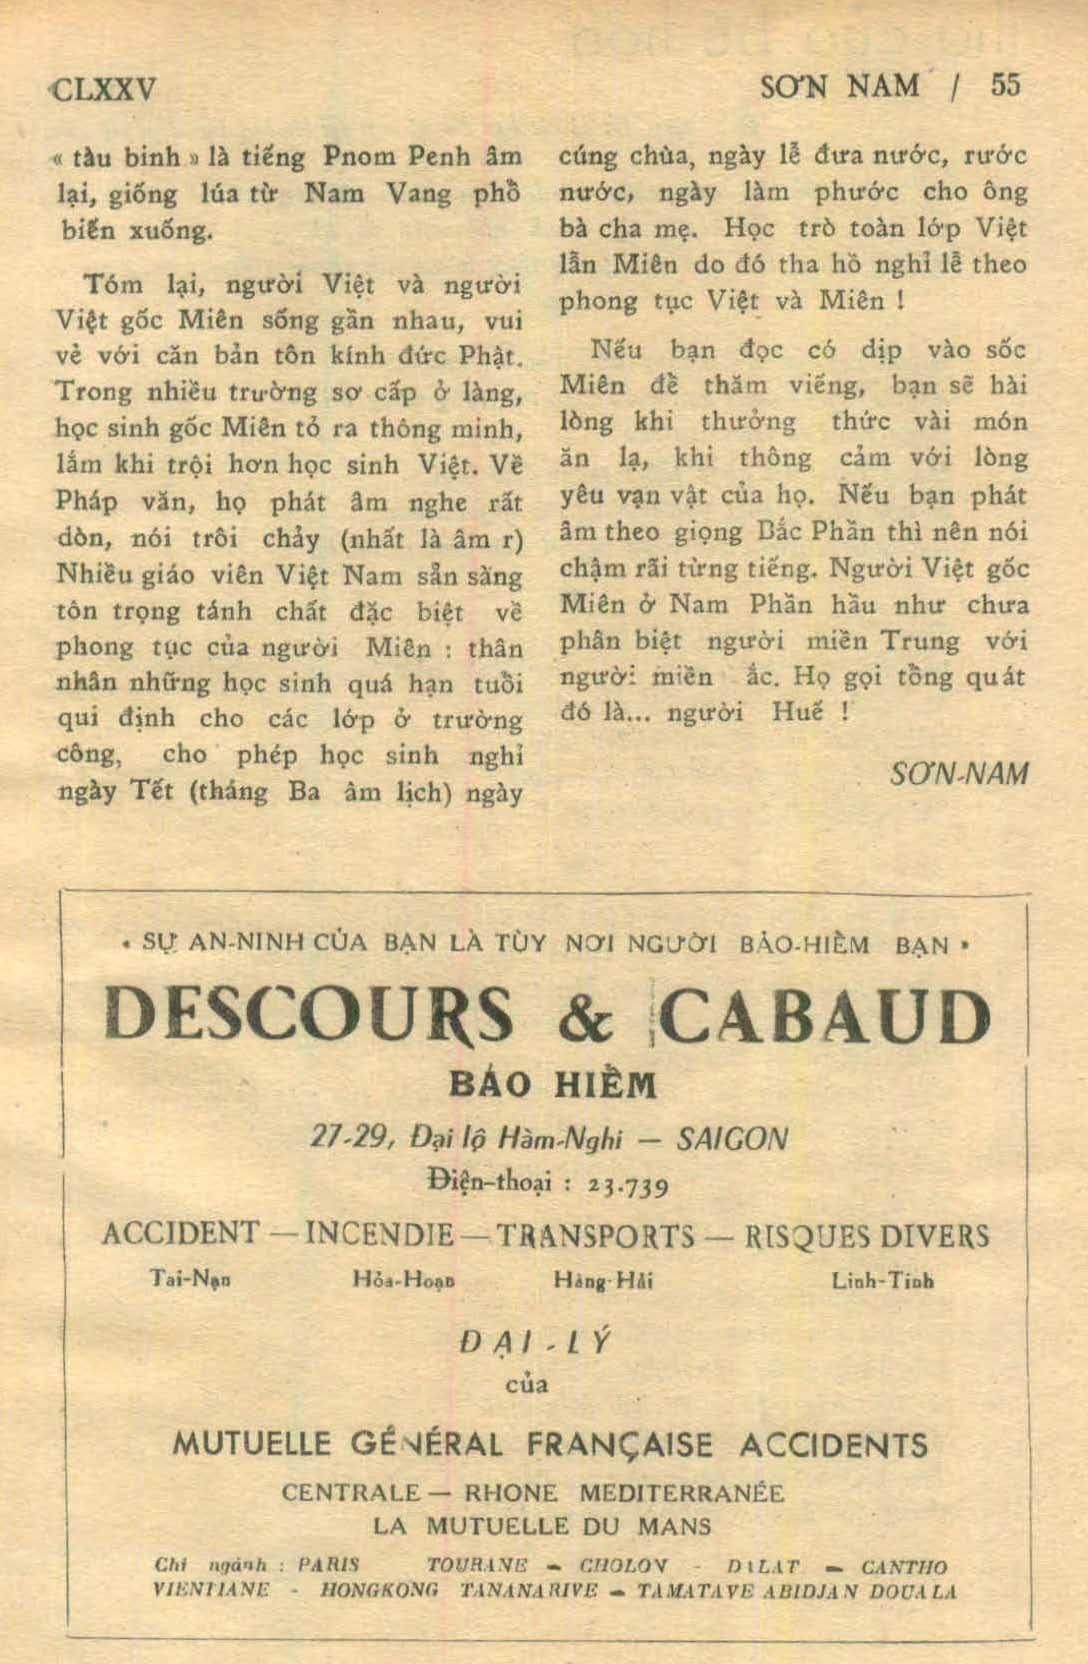 CLXXV
SƠN NAM / 55
« tàu binh » là tiếng Pnom Penh âm
lại, giống lúa từ Nam Vang phổ
biến xuống.
Tóm lại, người Việt và người
Việt gốc Miên sống gần nhau, vui
vẻ với căn bản tôn kính đức Phật.
Trong nhiều trường sơ cấp ở làng,
học sinh gốc Miên tỏ ra thông minh,
lắm khi trội hơn học sinh Việt. Về
Pháp văn, họ phát âm nghe rất
dòn, nói trôi chảy (nhất là âm r)
Nhiều giáo viên Việt Nam sẵn sàng
tôn trọng tánh chất đặc biệt về
phong tục của người Miên : thân
nhân những học sinh quá hạn tuổi
qui định cho các lớp ở trường
công, cho phép học sinh nghỉ
ngày Tết (tháng Ba âm lịch) ngày
cúng chùa, ngày lễ đưa nước, rước
nước, ngày làm phước cho ông
bà cha mẹ. Học trò toàn lớp Việt
lẫn Miên do đó tha hồ nghỉ lễ theo
phong tục Việt và Miên !
Nếu bạn đọc có dịp vào sốc
Miên để thăm viếng, bạn sẽ hài
lòng khi thưởng thức vài món
ăn lạ, khi thông cảm với lòng
yêu vạn vật của họ. Nếu bạn phát
âm theo giọng Bắc Phần thì nên nói
chậm rãi từng tiếng. Người Việt gốc
Miên ở Nam Phần hầu như chưa
phân biệt người miền Trung với
người miền ắc. Họ gọi tổng quát
đó là... người Huế !
SƠN-NAM
• SỰ AN-NINH CỦA BẠN LÀ TÙY NƠI NGƯỜI BẢO-HIỂM BẠN •
DESCOURS & CABAUD
BẢO HIỂM
27-29, Đại lộ Hàm-Nghi — SAIGON
Điện-thoại : 23.739
ACCIDENT — INCENDIE — TRANSPORTS — RISQUES DIVERS
Tai-Nạn Hỏa-Hoạn Hàng-Hải Linh-Tinh
ĐẠI-LÝ
của
MUTUELLE GÉNÉRAL FRANÇAISE ACCIDENTS
CENTRALE — RHONE MEDITERRANÉE
LA MUTUELLE DU MANS
Chi ngánh : PARIS TOURANE — CHOLON - DALAT — CANTHO
VIENTIANE - HONGKONG TANANARIVE — TAMATAVE ABIDJAN DOUALA